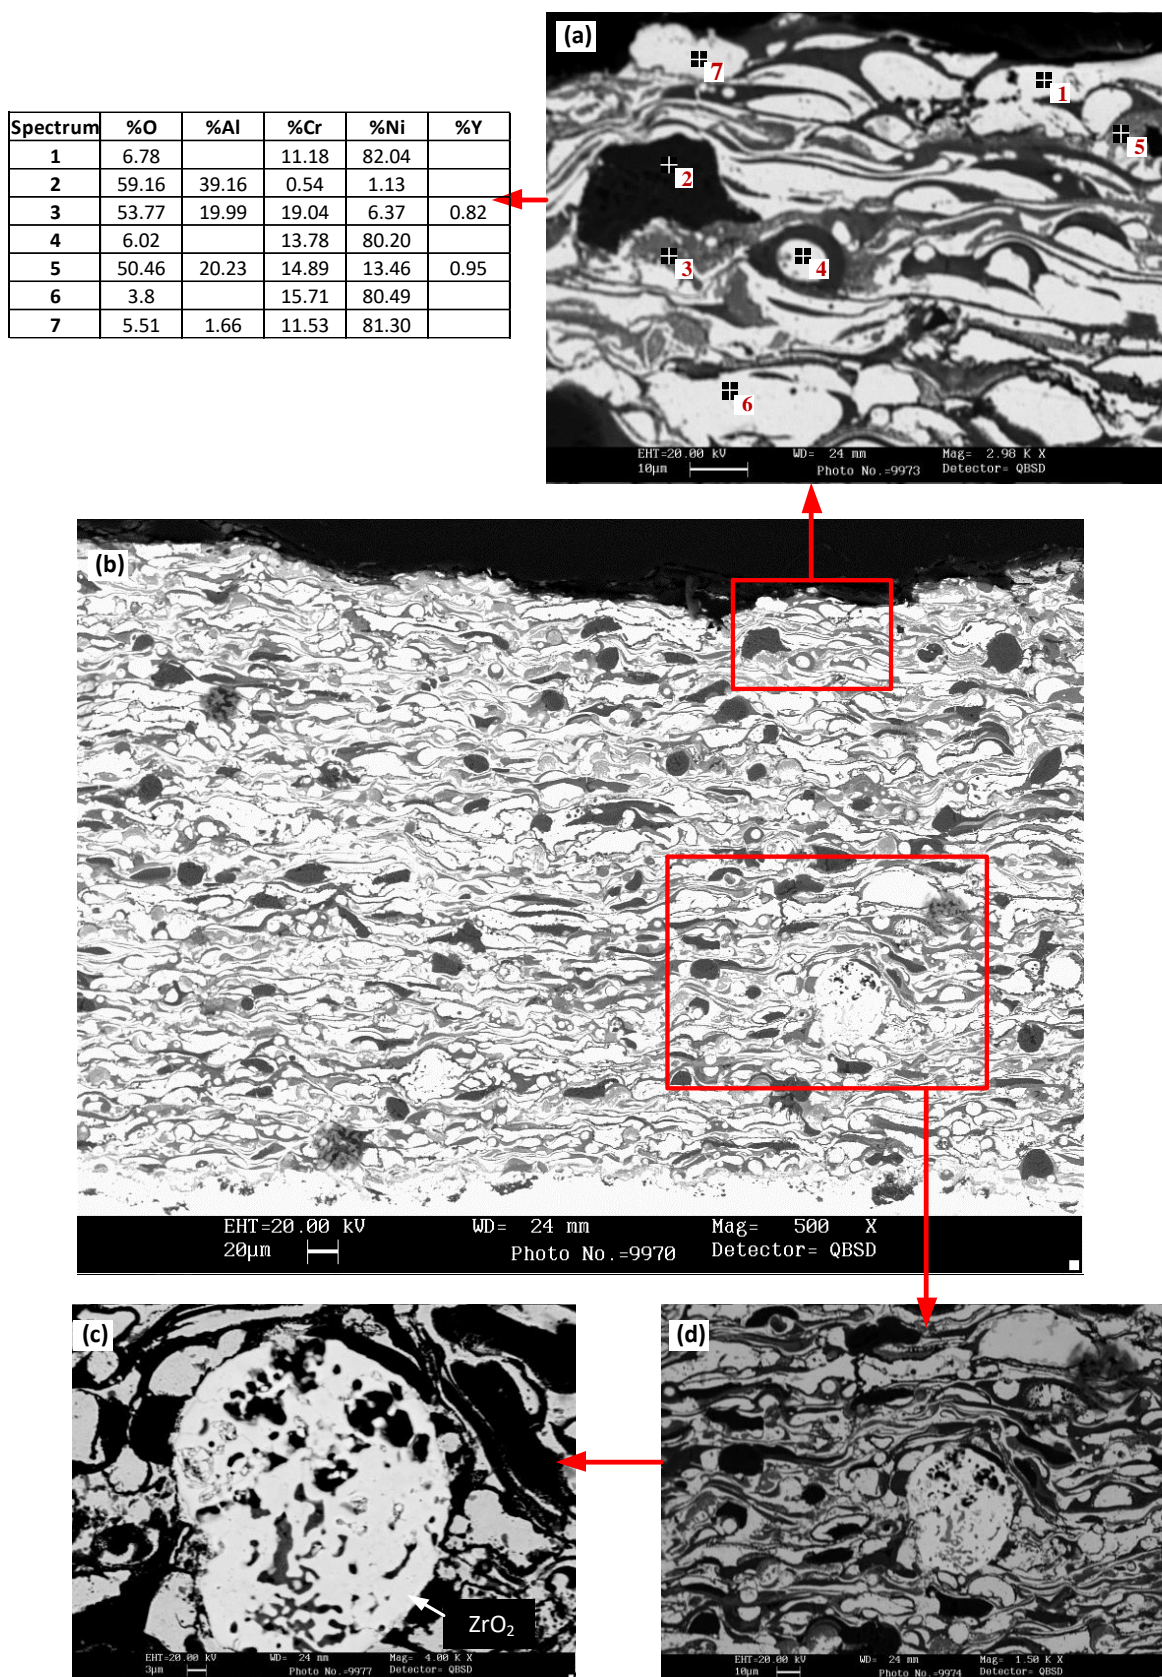 (a)
7
1
5
2
3
4
6
EHT=20.00 kV WD= 24 mm Mag= 2.98 K X
10µm Photo No.=9973 Detector= QBSD
Spectrum %O %Al %Cr %Ni %Y
1 6.78 11.18 82.04
2 59.16 39.16 0.54 1.13
3 53.77 19.99 19.04 6.37 0.82
4 6.02 13.78 80.20
5 50.46 20.23 14.89 13.46 0.95
6 3.8 15.71 80.49
7 5.51 1.66 11.53 81.30
(b)
EHT=20.00 kV WD= 24 mm Mag= 500 X
20µm Photo No.=9970 Detector= QBSD
(c)
ZrO₂
EHT=20.00 kV WD= 24 mm Mag= 4.00 K X
3µm Photo No.=9977 Detector= QBSD
(d)
EHT=20.00 kV WD= 24 mm Mag= 1.50 K X
10µm Photo No.=9974 Detector= QBSD